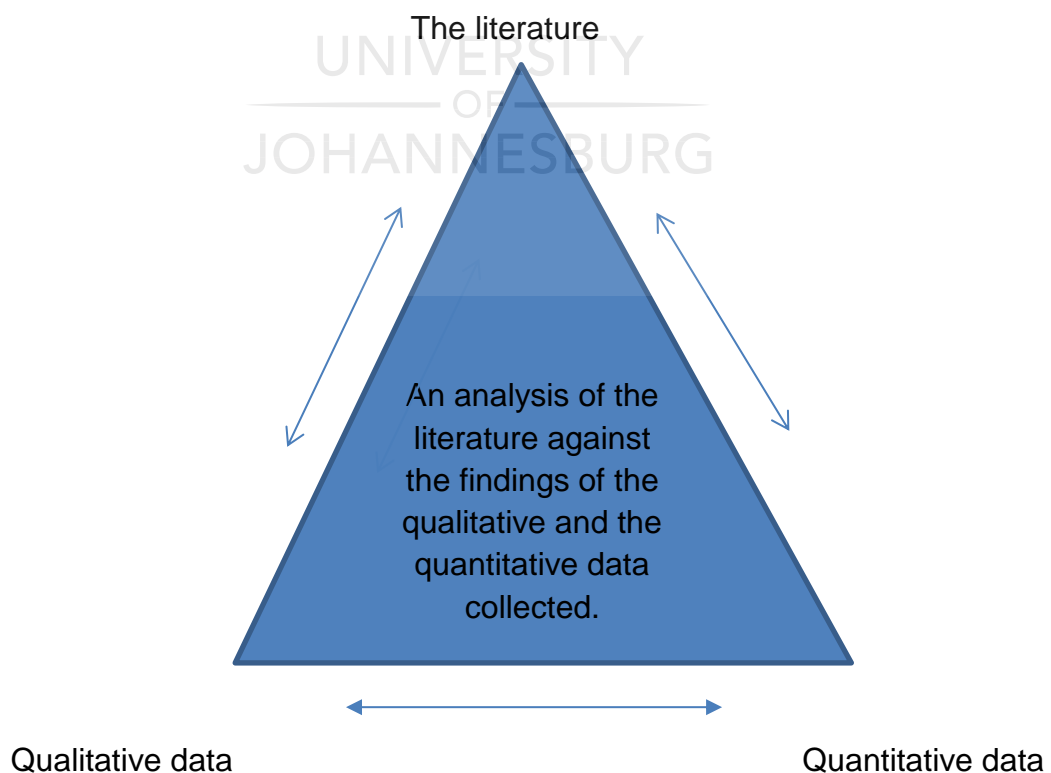 The literature
UNIVERSITY
OF
JOHANNESBURG
An analysis of the
literature against
the findings of the
qualitative and the
quantitative data
collected.
Qualitative data
Quantitative data